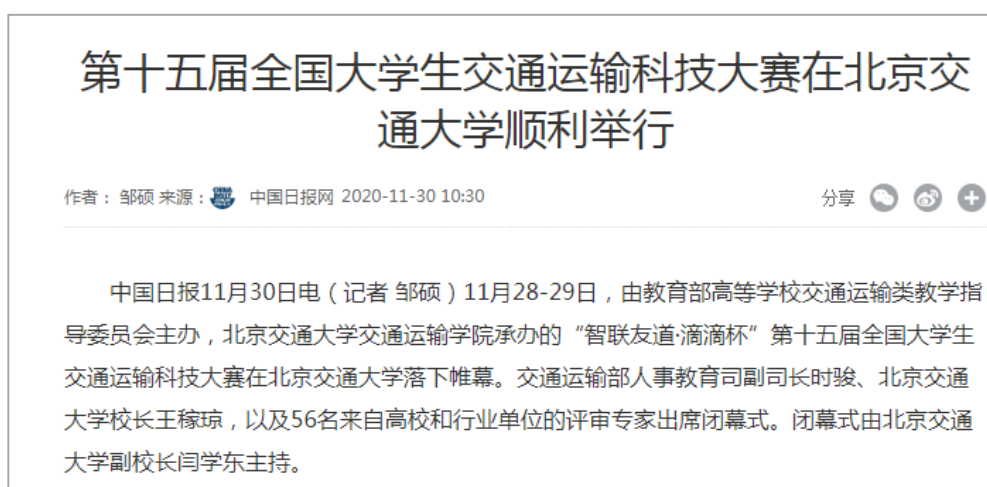 第十五届全国大学生交通运输科技大赛在北京交
通大学顺利举行
作者：邹硕 来源： 中国日报网 2020-11-30 10:30 分享
中国日报11月30日电（记者 邹硕）11月28-29日，由教育部高等学校交通运输类教学指
导委员会主办，北京交通大学交通运输学院承办的“智联友道·滴滴杯”第十五届全国大学生
交通运输科技大赛在北京交通大学落下帷幕。交通运输部人事教育司副司长时骏、北京交通
大学校长王稼琼，以及56名来自高校和行业单位的评审专家出席闭幕式。闭幕式由北京交通
大学副校长闫学东主持。